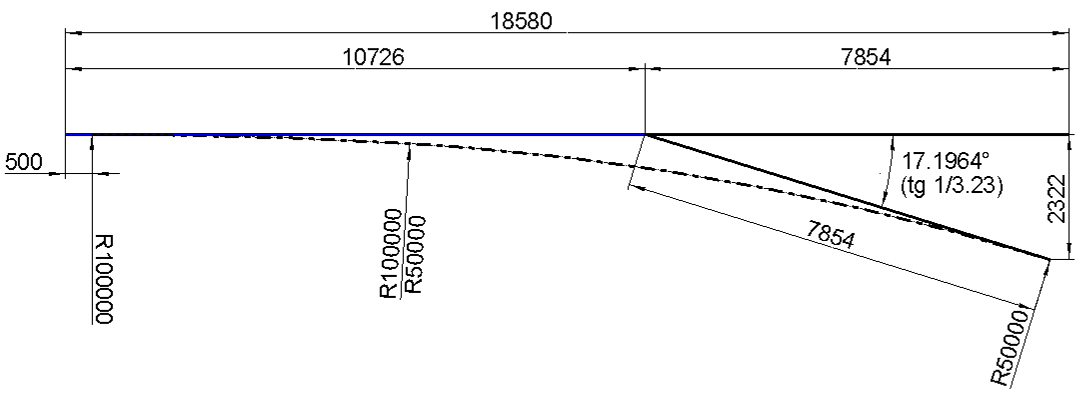 18580
10726
7854
500
17.1964°
(tg 1/3.23)
2322
7854
R100000
R100000
R50000
R50000